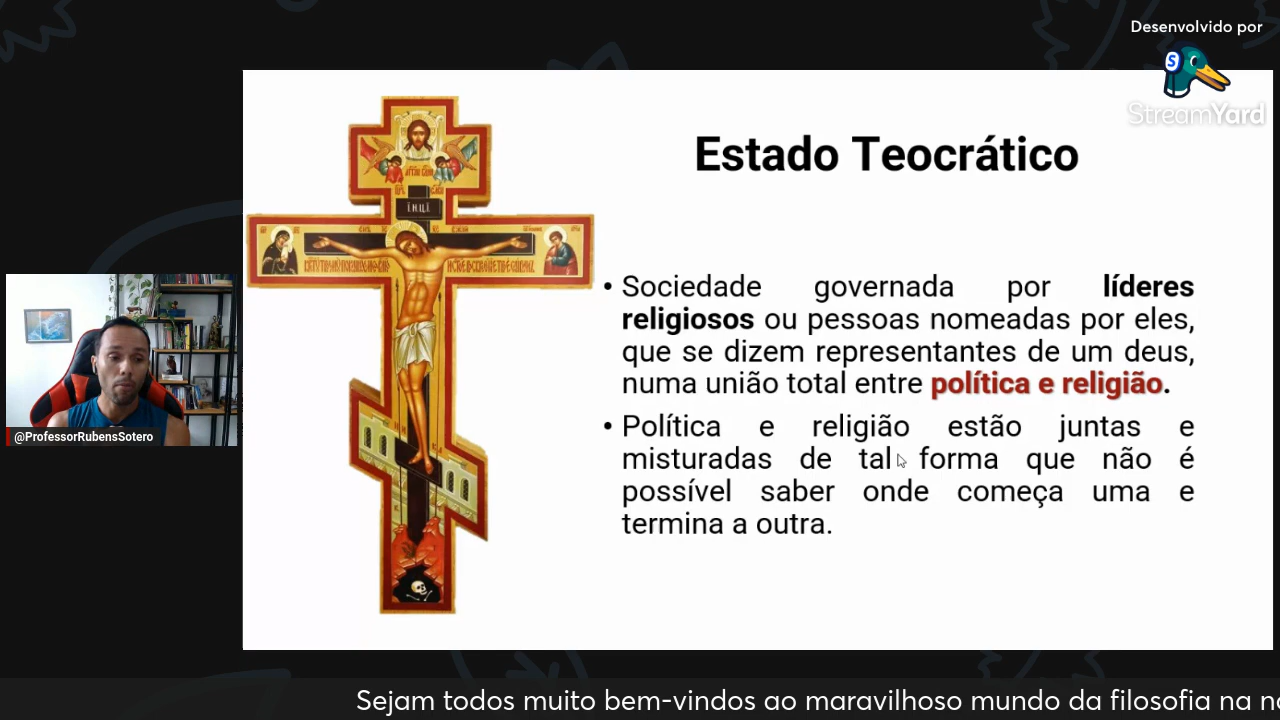 Desenvolvido por
StreamYard
Estado Teocrático
• Sociedade governada por líderes
religiosos ou pessoas nomeadas por eles,
que se dizem representantes de um deus,
numa união total entre política e religião.
• Política e religião estão juntas e
misturadas de tal forma que não é
possível saber onde começa uma e
termina a outra.
@ProfessorRubensSotero
Sejam todos muito bem-vindos ao maravilhoso mundo da filosofia na